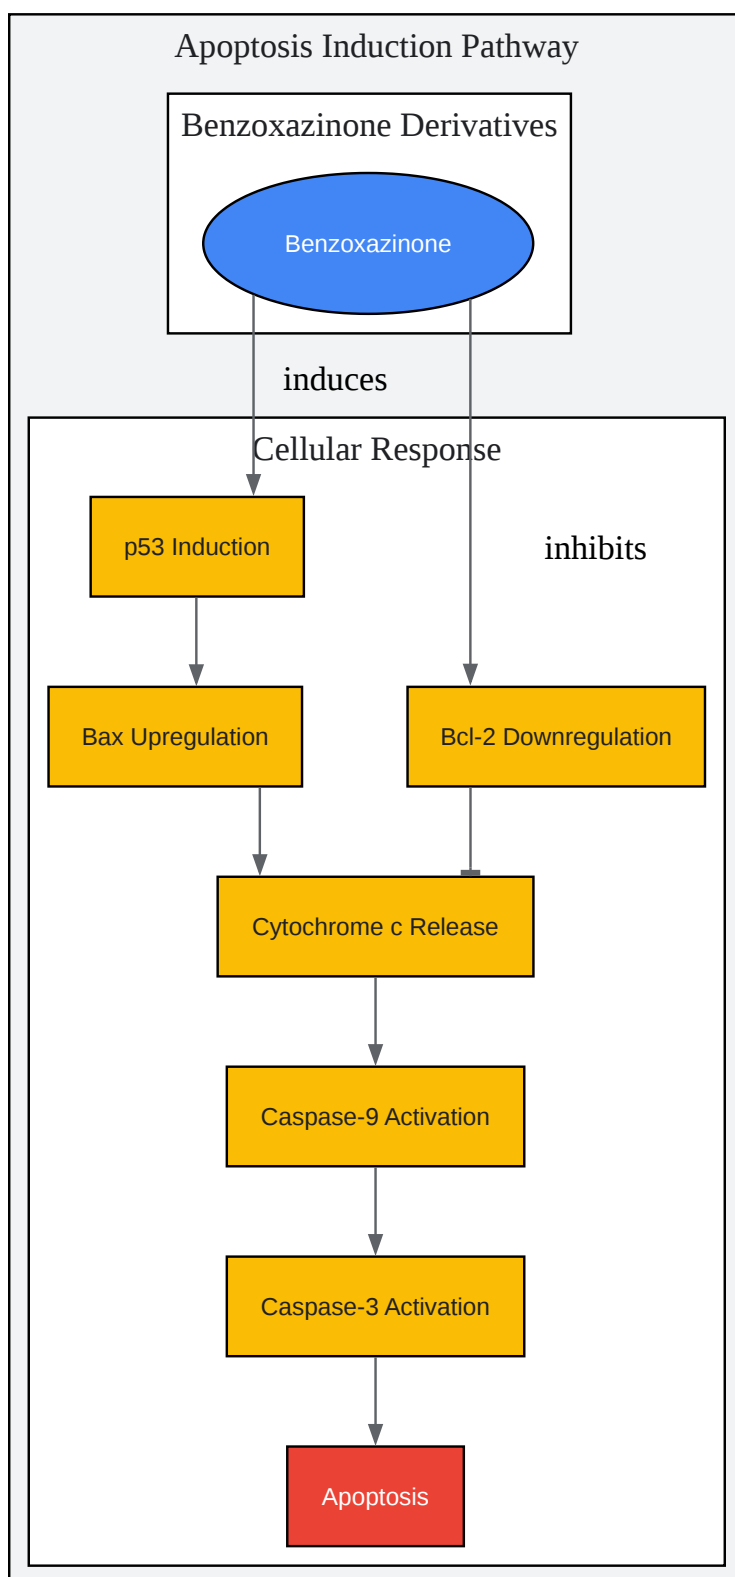 Apoptosis Induction Pathway
Benzoxazinone Derivatives
Benzoxazinone
induces
Cellular Response
p53 Induction
inhibits
Bax Upregulation
Bcl-2 Downregulation
Cytochrome c Release
Caspase-9 Activation
Caspase-3 Activation
Apoptosis